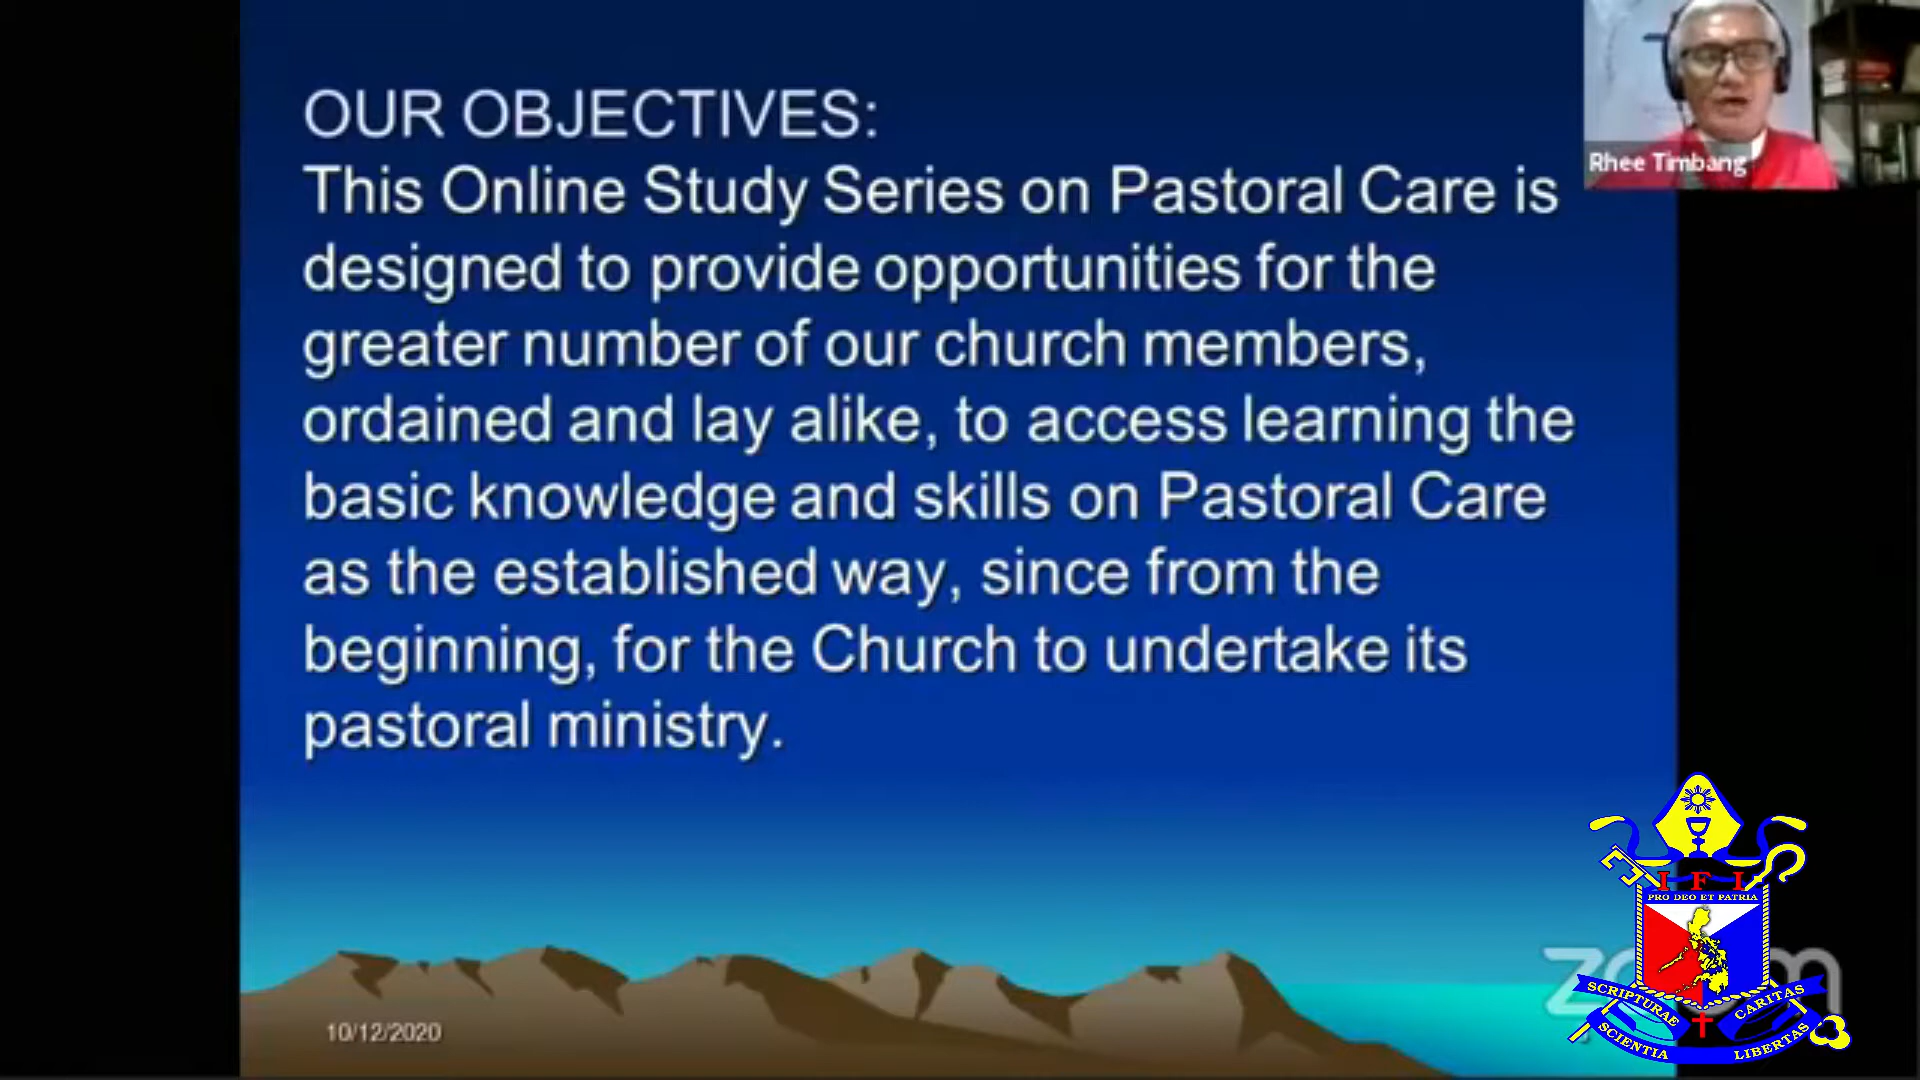 OUR OBJECTIVES:
This Online Study Series on Pastoral Care is
designed to provide opportunities for the
greater number of our church members,
ordained and lay alike, to access learning the
basic knowledge and skills on Pastoral Care
as the established way, since from the
beginning, for the Church to undertake its
pastoral ministry.
10/12/2020
Rhee Timbang
zoom
I F I
PRO DEO ET PATRIA
SCRIPTURAE
CARITAS
SCIENTIA
LIBERTAS